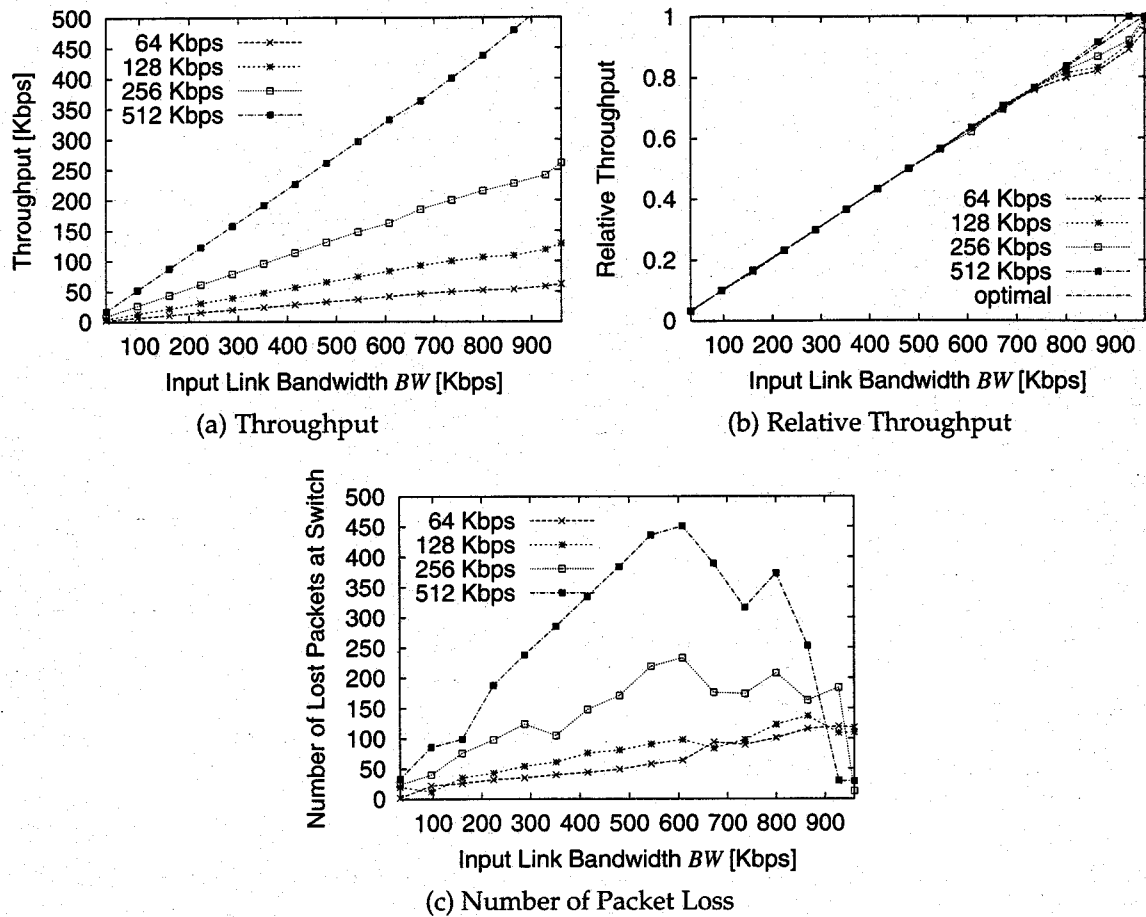 500
450
400
350
300
250
200
150
100
50
0
Throughput [Kbps]
64 Kbps
128 Kbps
256 Kbps
512 Kbps
100 200 300 400 500 600 700 800 900
Input Link Bandwidth BW [Kbps]
(a) Throughput
1
0.8
0.6
0.4
0.2
0
Relative Throughput
64 Kbps
128 Kbps
256 Kbps
512 Kbps
optimal
100 200 300 400 500 600 700 800 900
Input Link Bandwidth BW [Kbps]
(b) Relative Throughput
500
450
400
350
300
250
200
150
100
50
0
Number of Lost Packets at Switch
64 Kbps
128 Kbps
256 Kbps
512 Kbps
100 200 300 400 500 600 700 800 900
Input Link Bandwidth BW [Kbps]
(c) Number of Packet Loss